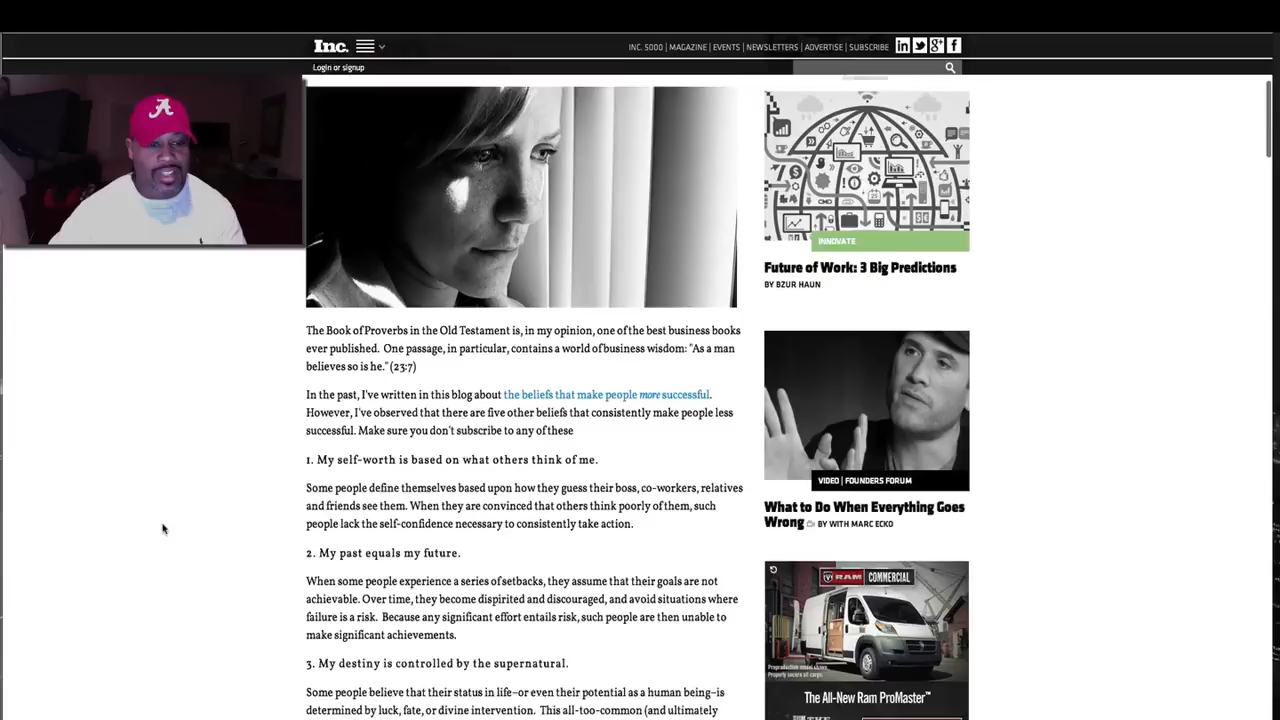 Inc.
INC. 5000 | MAGAZINE | EVENTS | NEWSLETTERS | ADVERTISE | SUBSCRIBE
Login or signup
A
The Book of Proverbs in the Old Testament is, in my opinion, one of the best business books
ever published.  One passage, in particular, contains a world of business wisdom: "As a man
believes so is he." (23:7)
In the past, I've written in this blog about the beliefs that make people more successful.
However, I've observed that there are five other beliefs that consistently make people less
successful. Make sure you don't subscribe to any of these
1. My self-worth is based on what others think of me.
Some people define themselves based upon how they guess their boss, co-workers, relatives
and friends see them. When they are convinced that others think poorly of them, such
people lack the self-confidence necessary to consistently take action.
2. My past equals my future.
When some people experience a series of setbacks, they assume that their goals are not
achievable. Over time, they become dispirited and discouraged, and avoid situations where
failure is a risk.  Because any significant effort entails risk, such people are then unable to
make significant achievements.
3. My destiny is controlled by the supernatural.
Some people believe that their status in life–or even their potential as a human being–is
determined by luck, fate, or divine intervention.  This all-too-common (and ultimately
INNOVATE
Future of Work: 3 Big Predictions
BY BZUR HAUN
VIDEO | FOUNDERS FORUM
What to Do When Everything Goes
Wrong BY WITH MARC ECKO
RAM COMMERCIAL
Preproduction model shown.
Properly secure all cargo.
The All-New Ram ProMaster™